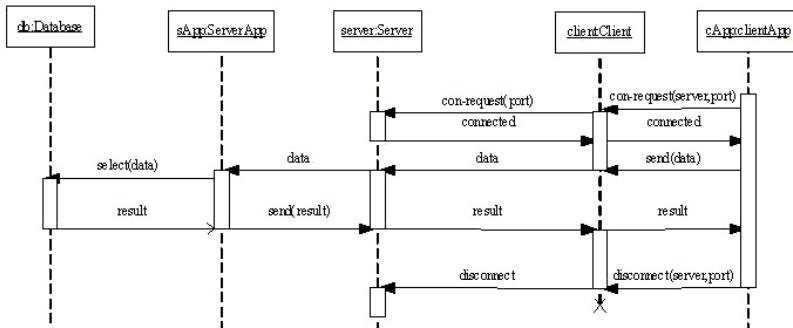 db:Database
sApp:ServerApp
server:Server
client:Client
cApp:clientApp
con-request(port)
con-request(server,port)
connected
connected
select(data)
data
data
send(data)
result
send(result)
result
result
disconnect
disconnect(server,port)